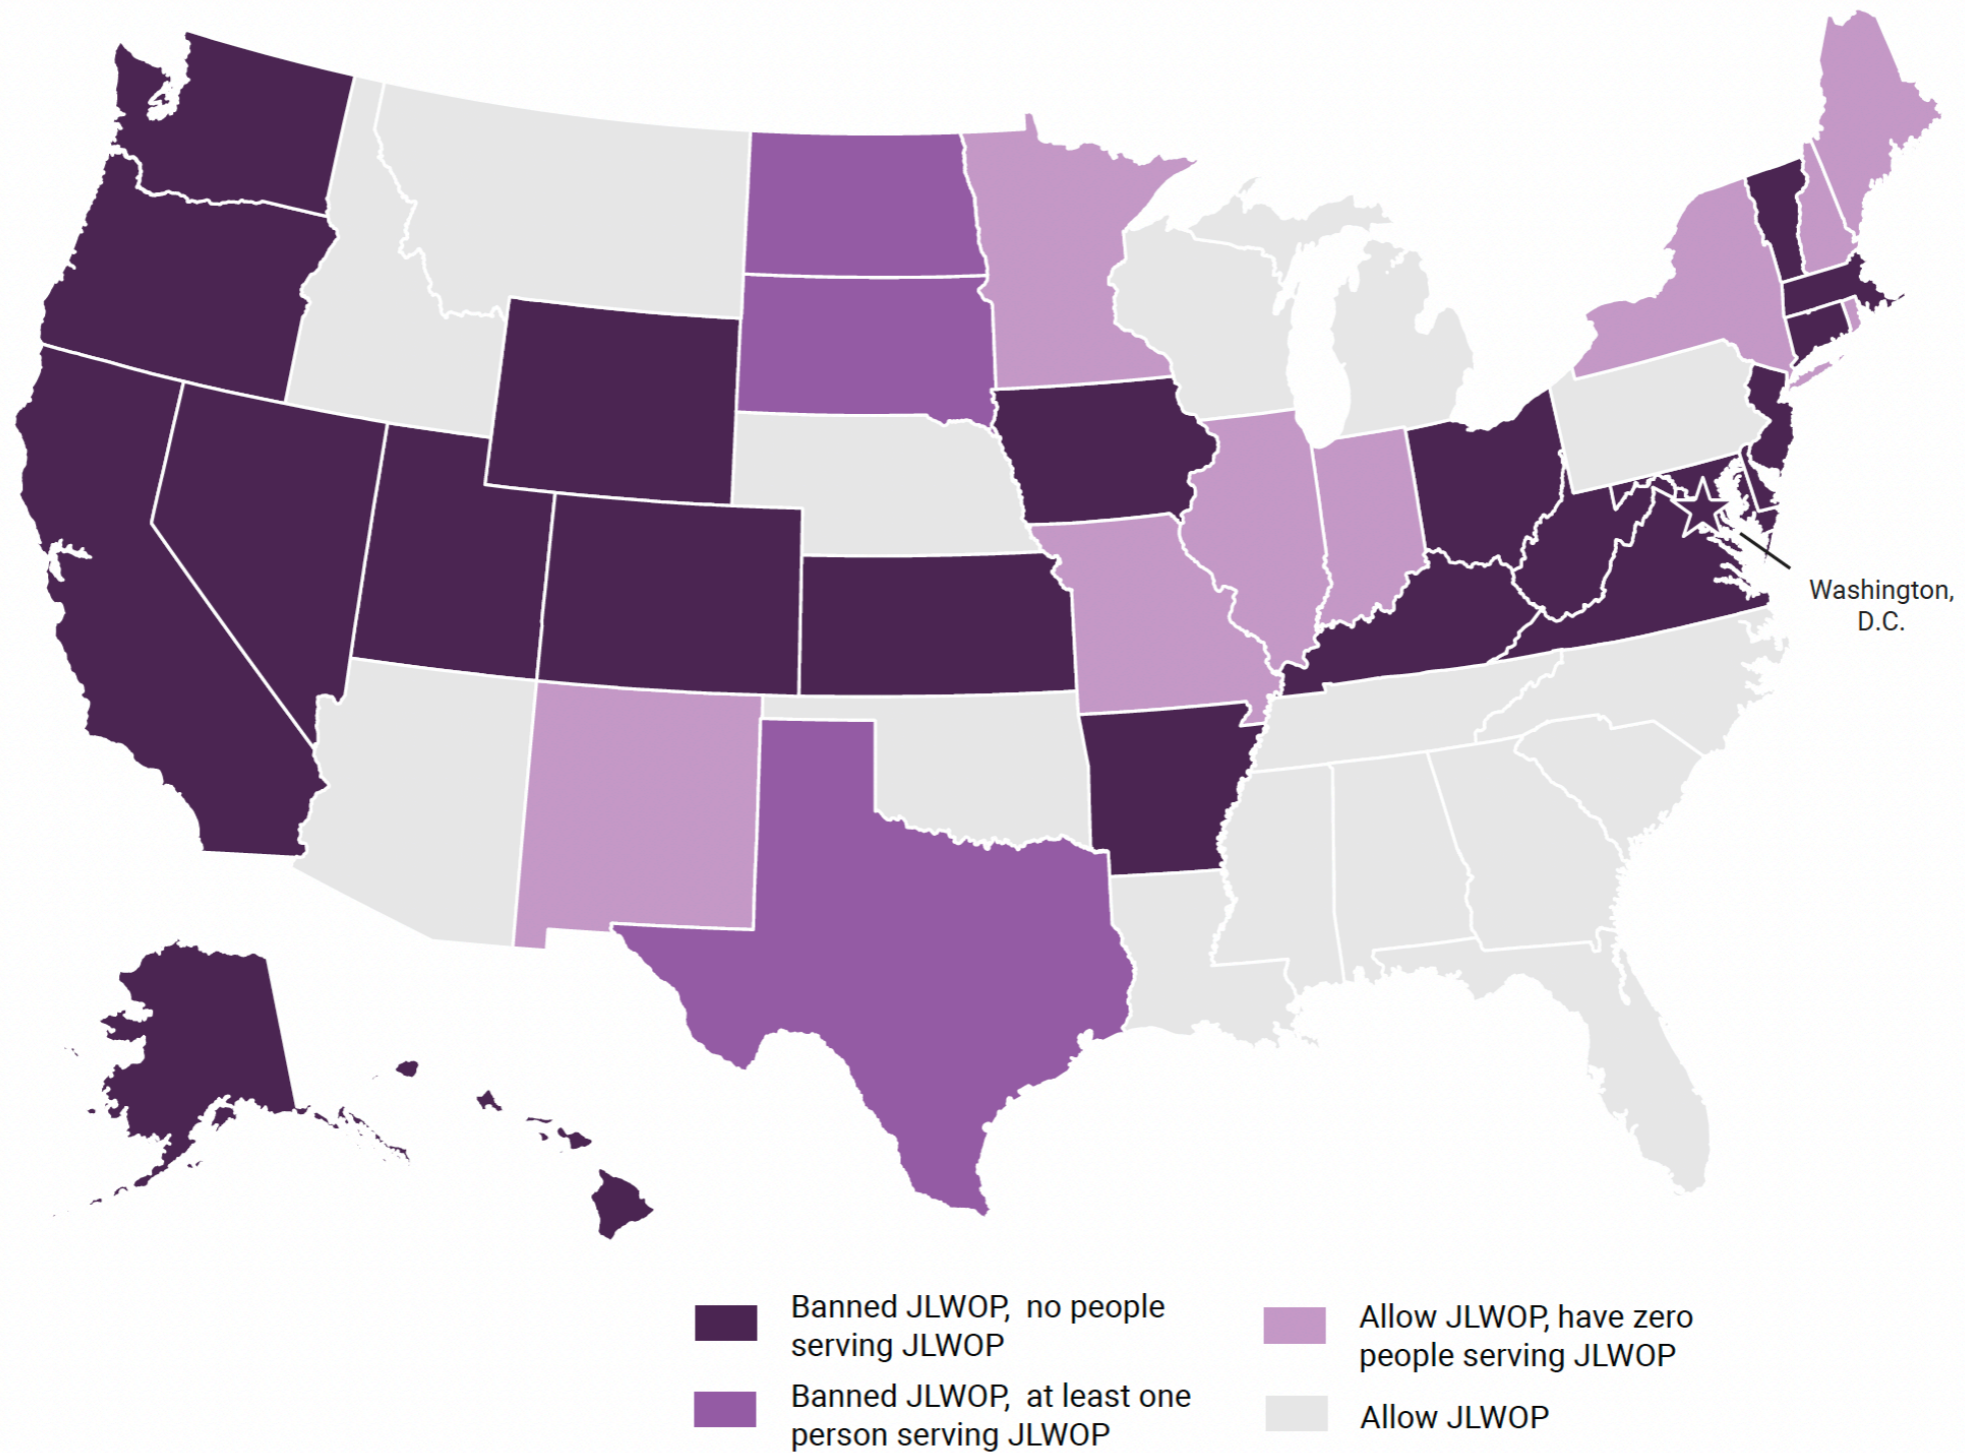 Washington,
D.C.
Banned JLWOP, no people
serving JLWOP
Banned JLWOP, at least one
person serving JLWOP
Allow JLWOP, have zero
people serving JLWOP
Allow JLWOP